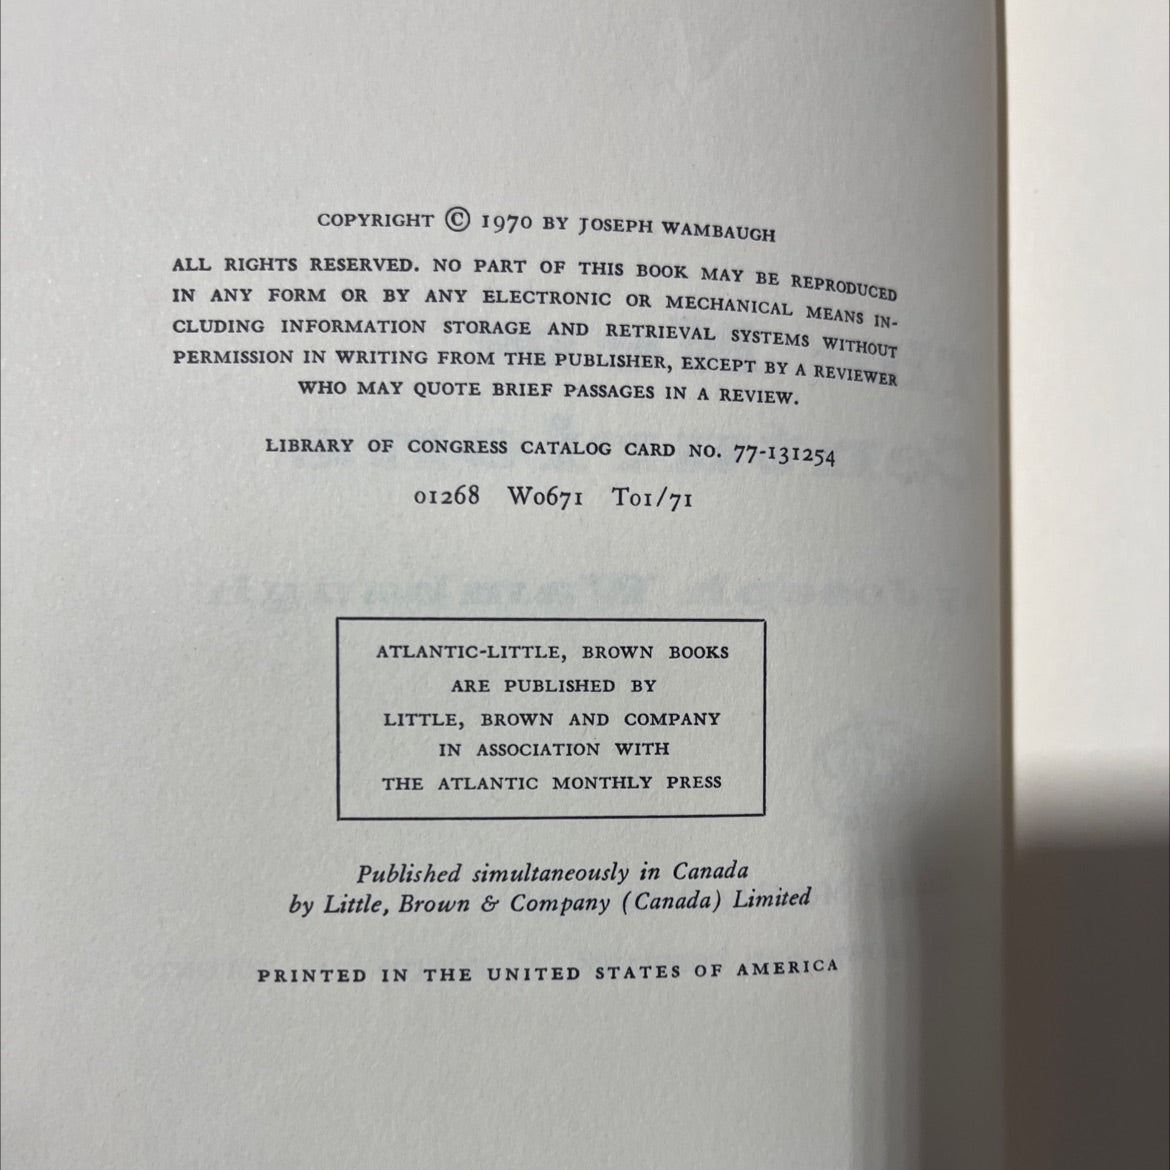 COPYRIGHT © 1970 BY JOSEPH WAMBAUGH
ALL RIGHTS RESERVED. NO PART OF THIS BOOK MAY BE REPRODUCED
IN ANY FORM OR BY ANY ELECTRONIC OR MECHANICAL MEANS IN-
CLUDING INFORMATION STORAGE AND RETRIEVAL SYSTEMS WITHOUT
PERMISSION IN WRITING FROM THE PUBLISHER, EXCEPT BY A REVIEWER
WHO MAY QUOTE BRIEF PASSAGES IN A REVIEW.
LIBRARY OF CONGRESS CATALOG CARD NO. 77-131254
01268 W0671 T01/71
ATLANTIC-LITTLE, BROWN BOOKS
ARE PUBLISHED BY
LITTLE, BROWN AND COMPANY
IN ASSOCIATION WITH
THE ATLANTIC MONTHLY PRESS
Published simultaneously in Canada
by Little, Brown & Company (Canada) Limited
PRINTED IN THE UNITED STATES OF AMERICA